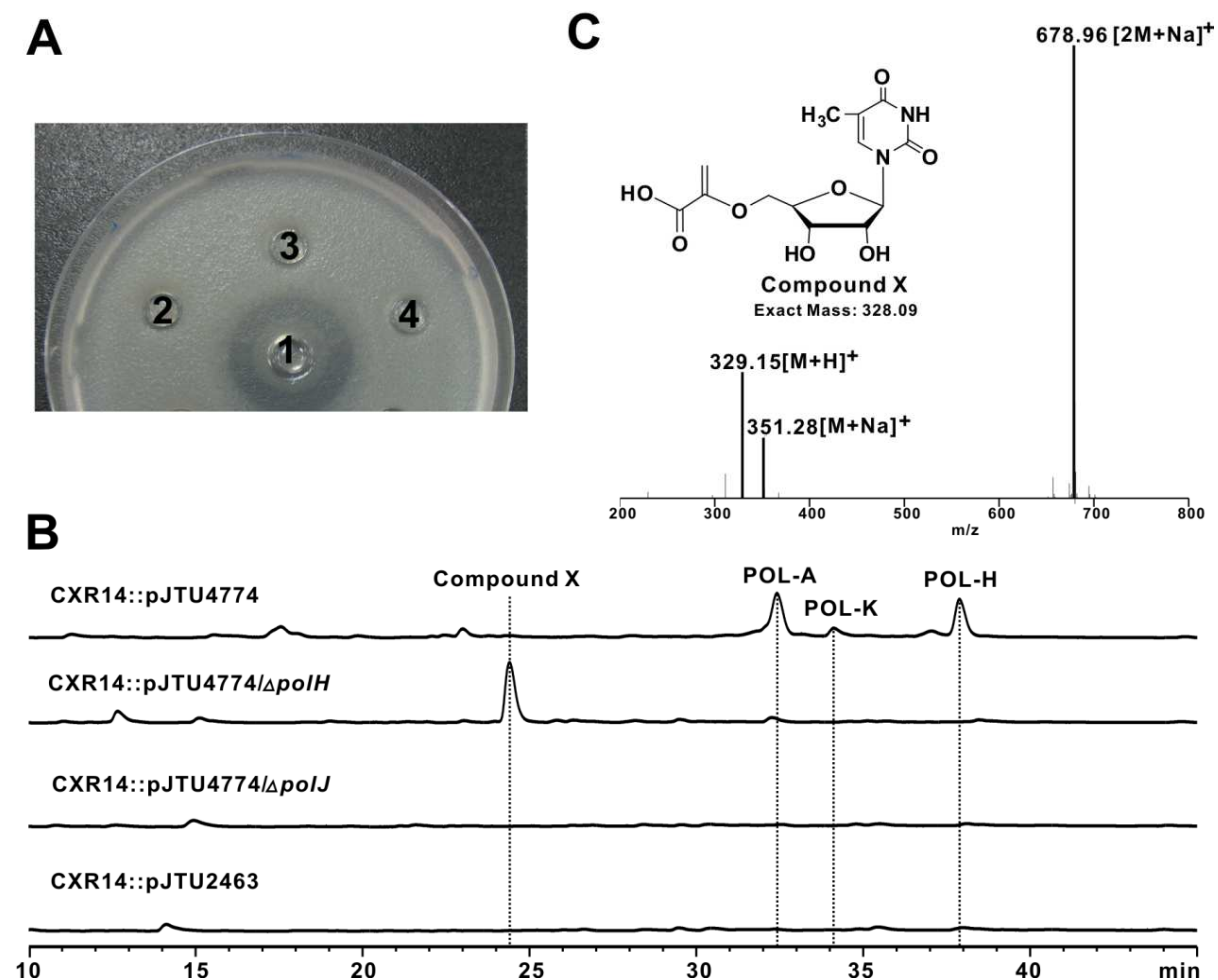 A
C
678.96 [2M+Na]+
O
H3C
NH
N
O
HO
O
O
O
HO
OH
Compound X
Exact Mass: 328.09
3
2
4
1
329.15[M+H]+
351.28[M+Na]+
200 300 400 500 600 700 800
m/z
B
Compound X
POL-A
POL-K
POL-H
CXR14::pJTU4774
CXR14::pJTU4774/ΔpolH
CXR14::pJTU4774/ΔpolJ
CXR14::pJTU2463
10 15 20 25 30 35 40 min